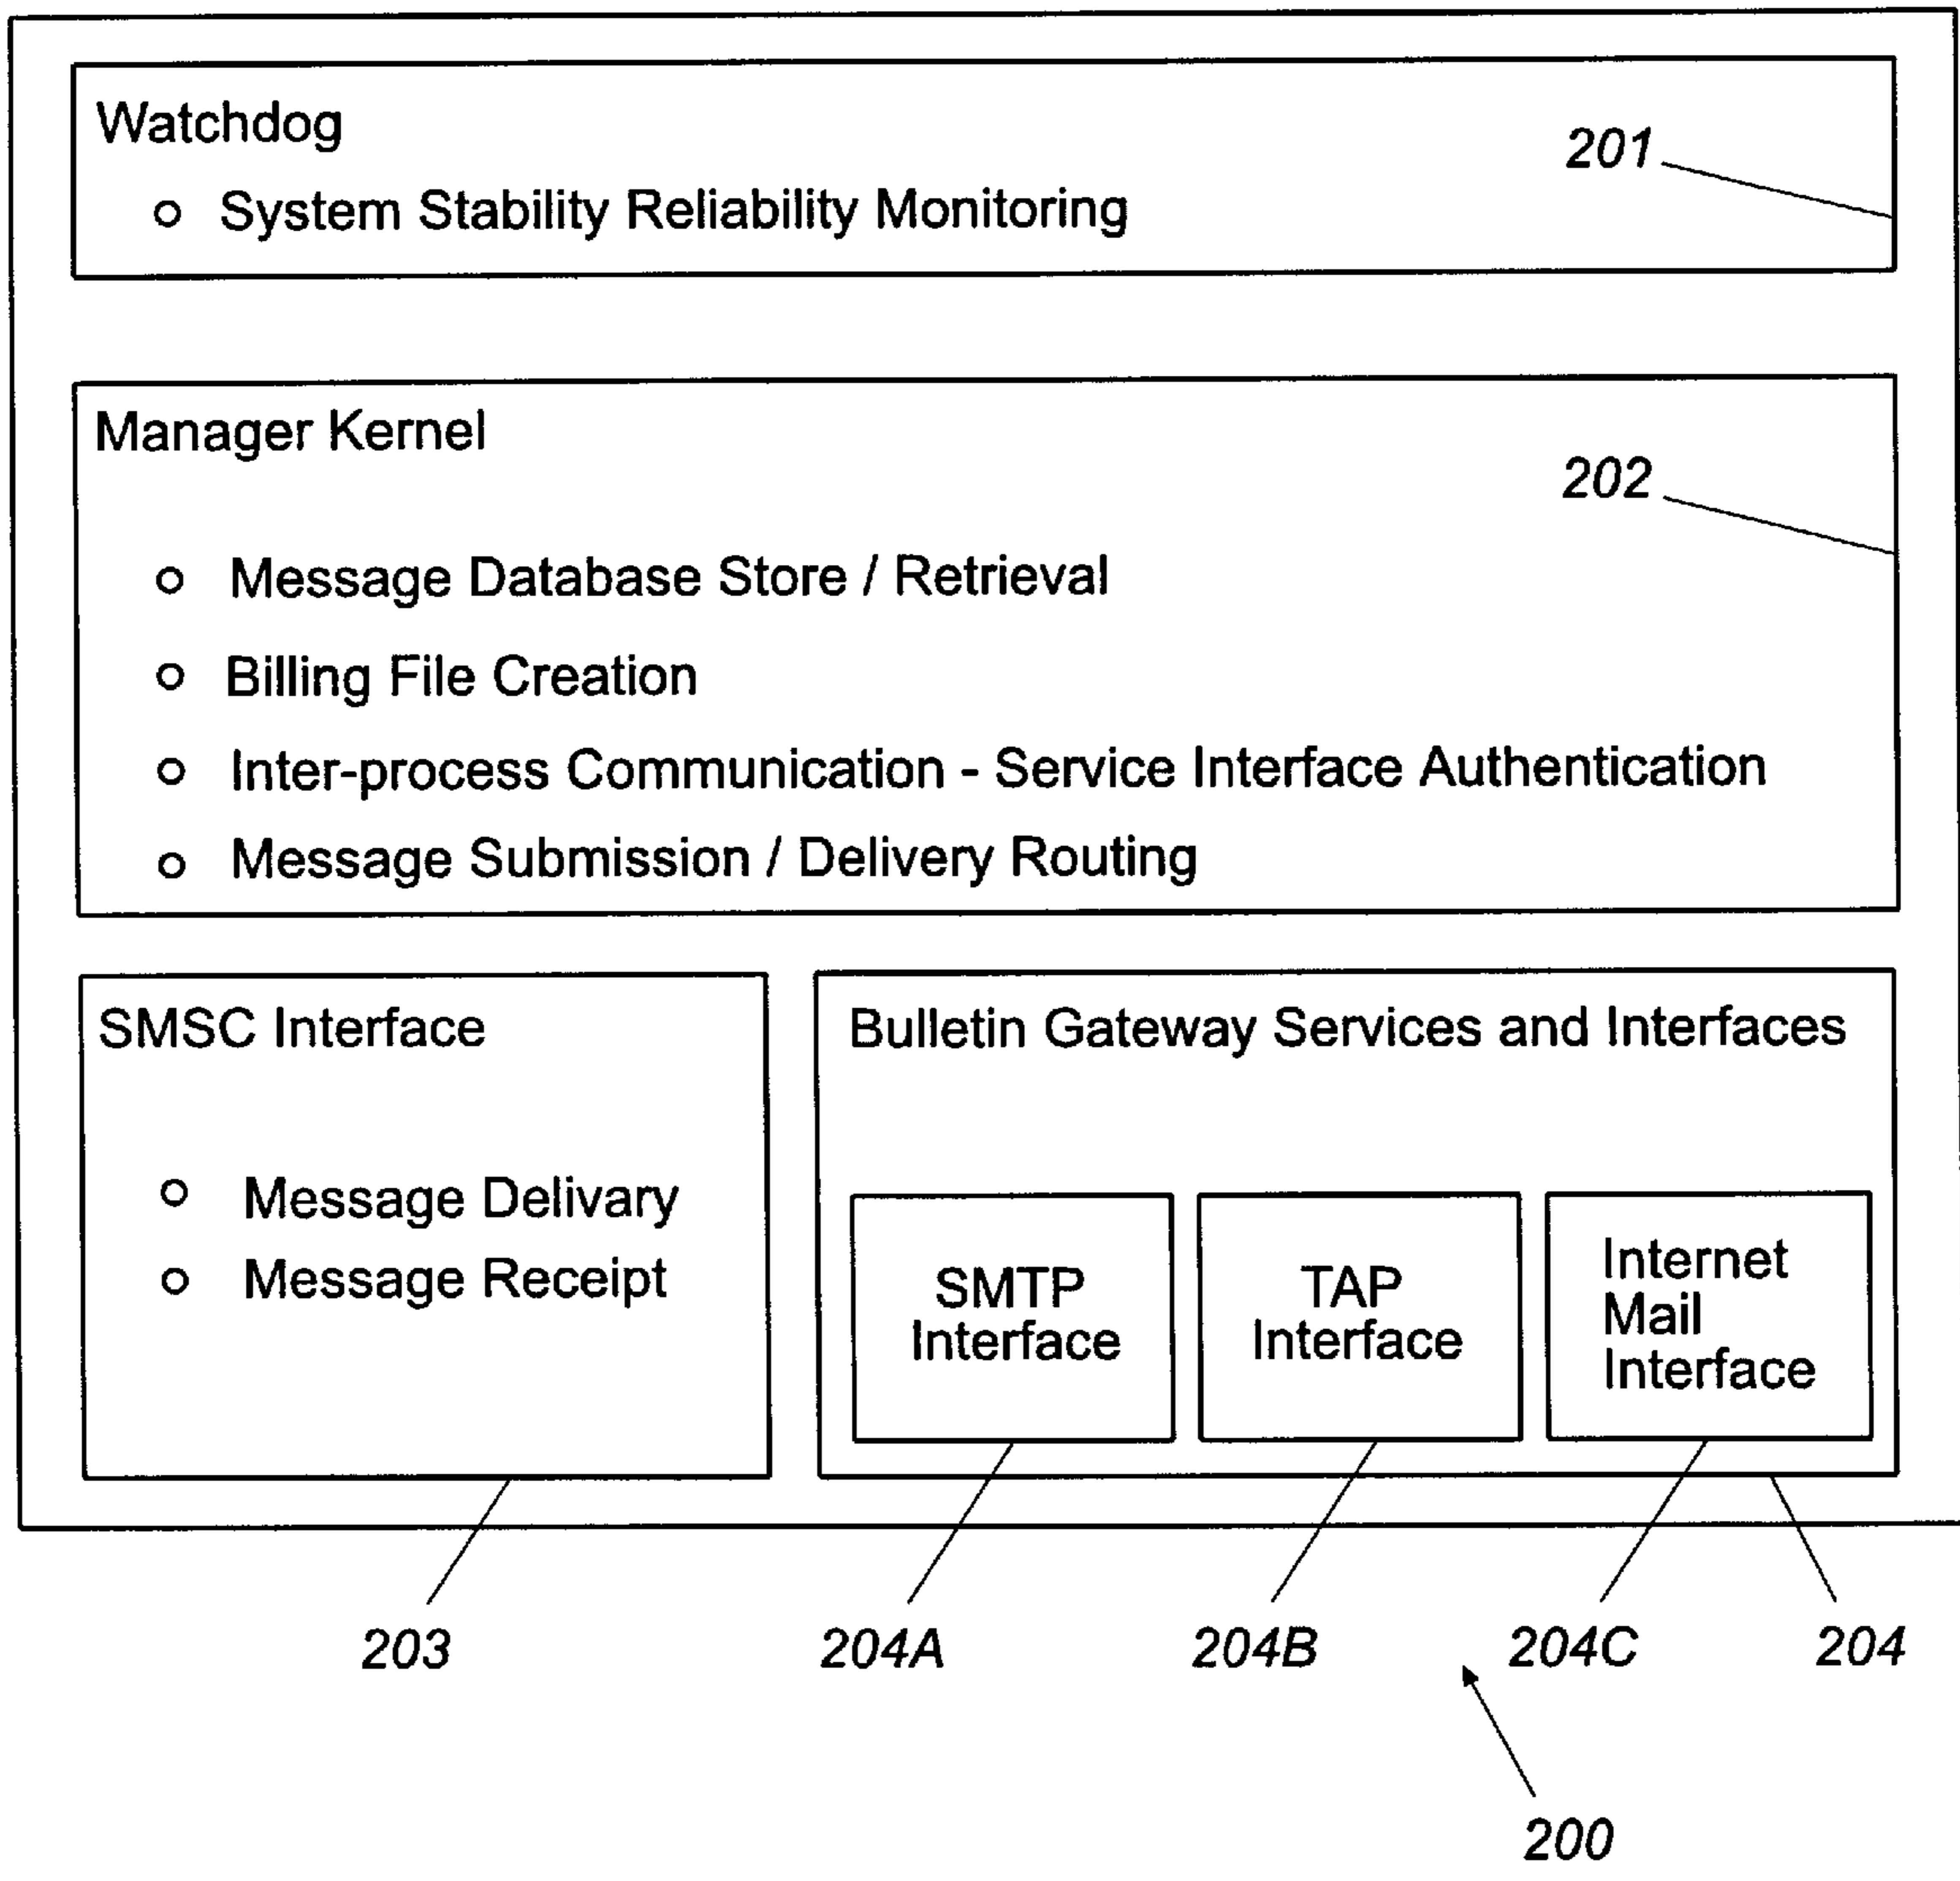 Watchdog
201
o System Stability Reliability Monitoring
Manager Kernel
202
o Message Database Store / Retrieval
o Billing File Creation
o Inter-process Communication - Service Interface Authentication
o Message Submission / Delivery Routing
SMSC Interface
o Message Delivary
o Message Receipt
Bulletin Gateway Services and Interfaces
SMTP
Interface
TAP
Interface
Internet
Mail
Interface
203
204A
204B
204C
204
200